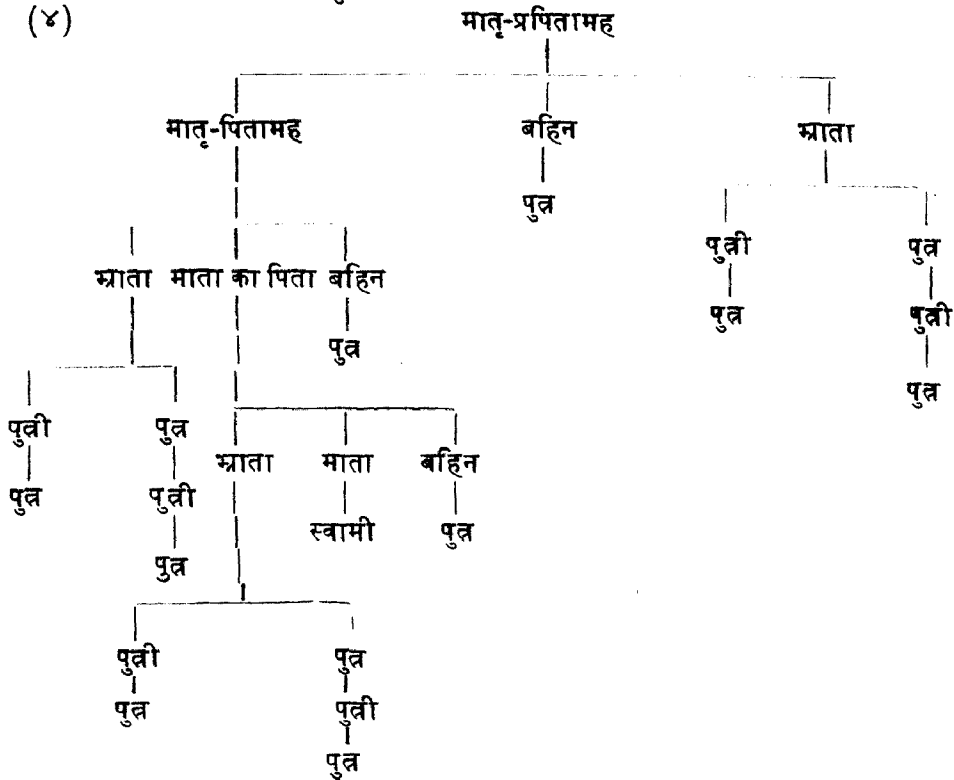 (४)
मातृ-प्रपितामह
मातृ-पितामह बहिन भ्राता
पुत्र
पुत्री पुत्र
भ्राता माता का पिता बहिन
पुत्र पुत्री
पुत्र
पुत्र
पुत्री पुत्र
भ्राता माता बहिन
पुत्र पुत्री
स्वामी पुत्र
पुत्र
पुत्री पुत्र
पुत्र पुत्री
पुत्र